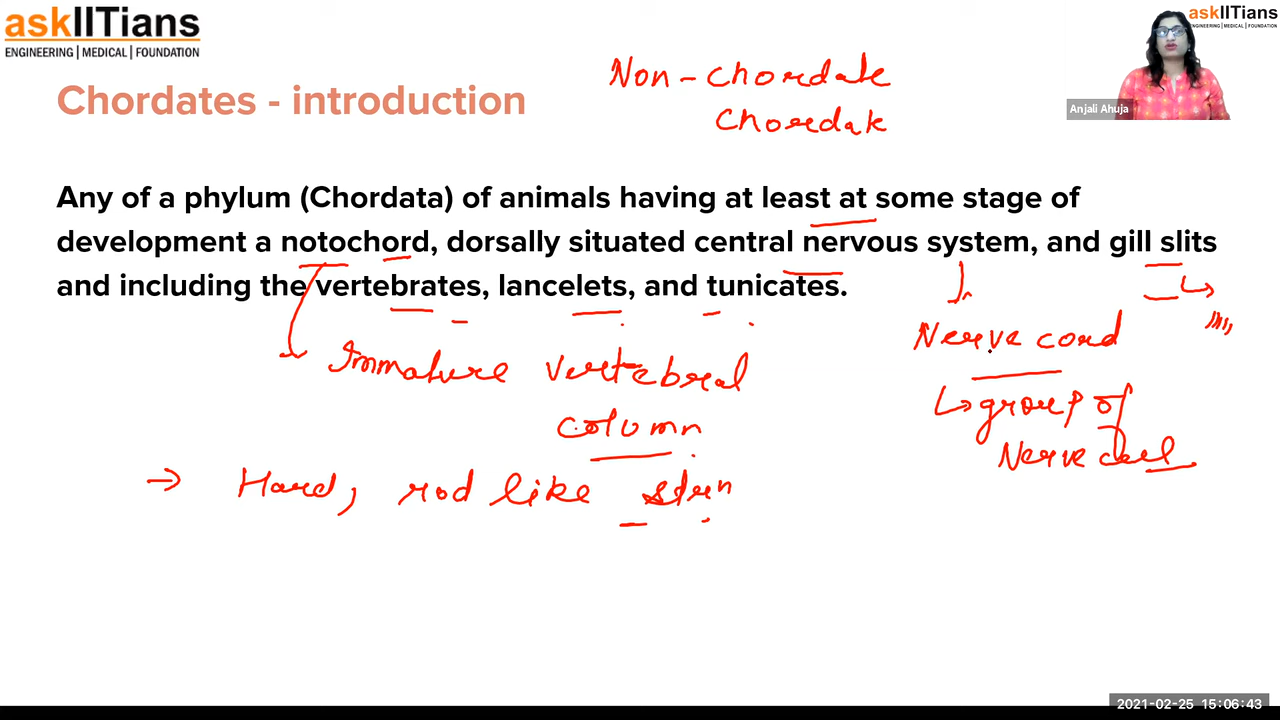 askIITians
ENGINEERING | MEDICAL | FOUNDATION
askIITians
ENGINEERING | MEDICAL | FOUNDATION
Anjali Ahuja
Chordates - introduction
Non-chordate
Chordate
Any of a phylum (Chordata) of animals having at least at some stage of
development a notochord, dorsally situated central nervous system, and gill slits
and including the vertebrates, lancelets, and tunicates.
Immature vertebral
column
→ Hard, rod like
Nerve cord
↳ group of
Nerve
2021-02-25 15:06:43